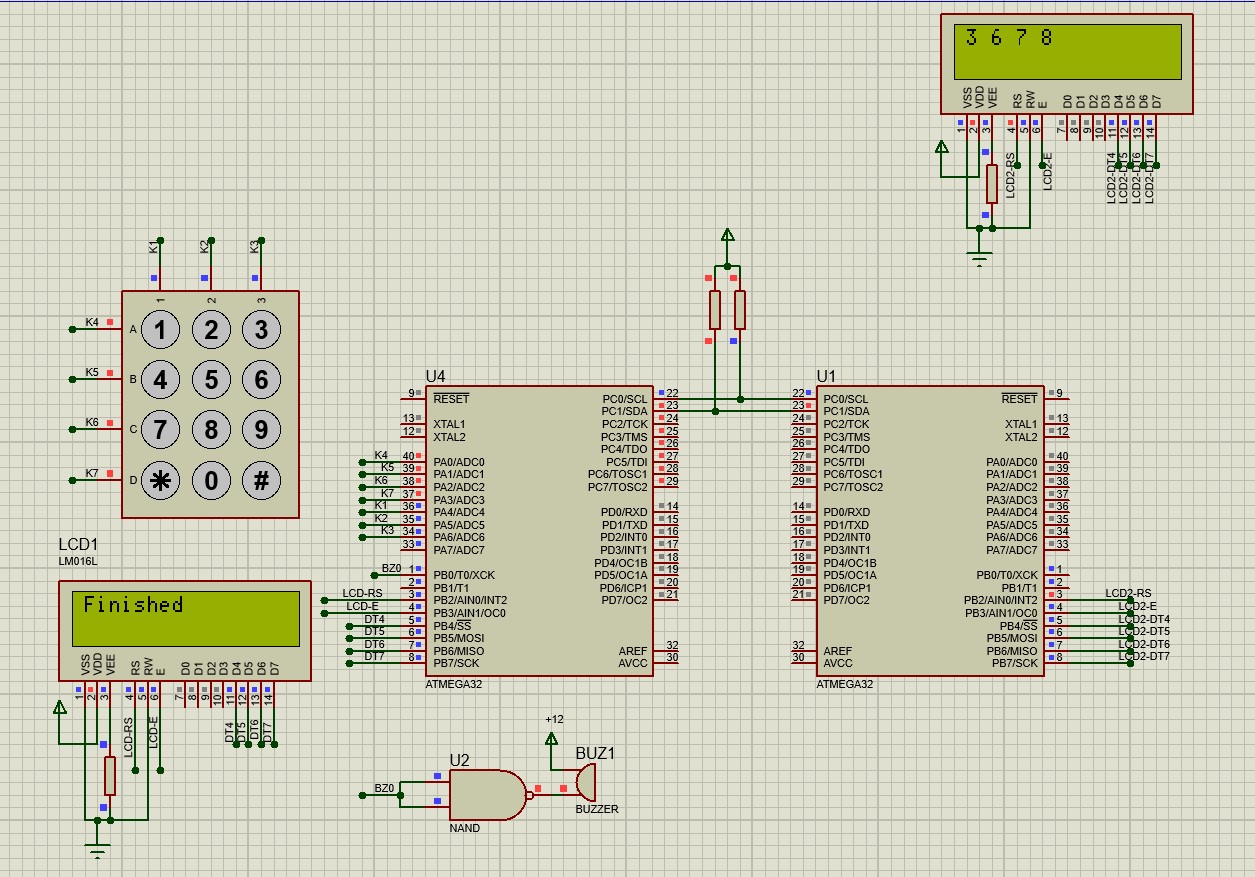 3 6 7 8
VSS VDD VEE RS RW E D0 D1 D2 D3 D4 D5 D6 D7
1 2 3 4 5 6 7 8 9 10 11 12 13 14
LCD2-RS LCD2-E LCD2-DT4 LCD2-DT5 LCD2-DT6 LCD2-DT7
K1 K2 K3
1 2 3
K4 A 1 2 3
K5 B 4 5 6
K6 C 7 8 9
K7 D * 0 #
U4
9 RESET PC0/SCL 22
PC1/SDA 23
13 XTAL1 PC2/TCK 24
12 XTAL2 PC3/TMS 25
PC4/TDO 26
K4 40 PA0/ADC0 PC5/TDI 27
K5 39 PA1/ADC1 PC6/TOSC1 28
K6 38 PA2/ADC2 PC7/TOSC2 29
K7 37 PA3/ADC3
K1 36 PA4/ADC4 PD0/RXD 14
K2 35 PA5/ADC5 PD1/TXD 15
K3 34 PA6/ADC6 PD2/INT0 16
33 PA7/ADC7 PD3/INT1 17
PD4/OC1B 18
BZ0 1 PB0/T0/XCK PD5/OC1A 19
2 PB1/T1 PD6/ICP1 20
LCD-RS 3 PB2/AIN0/INT2 PD7/OC2 21
LCD-E 4 PB3/AIN1/OC0
DT4 5 PB4/SS
DT5 6 PB5/MOSI
DT6 7 PB6/MISO AREF 32
DT7 8 PB7/SCK AVCC 30
ATMEGA32
U1
22 PC0/SCL RESET 9
23 PC1/SDA
24 PC2/TCK XTAL1 13
25 PC3/TMS XTAL2 12
26 PC4/TDO
27 PC5/TDI PA0/ADC0 40
28 PC6/TOSC1 PA1/ADC1 39
29 PC7/TOSC2 PA2/ADC2 38
PA3/ADC3 37
14 PD0/RXD PA4/ADC4 36
15 PD1/TXD PA5/ADC5 35
16 PD2/INT0 PA6/ADC6 34
17 PD3/INT1 PA7/ADC7 33
18 PD4/OC1B
19 PD5/OC1A PB0/T0/XCK 1
20 PD6/ICP1 PB1/T1 2
21 PD7/OC2 PB2/AIN0/INT2 3 LCD2-RS
PB3/AIN1/OC0 4 LCD2-E
PB4/SS 5 LCD2-DT4
PB5/MOSI 6 LCD2-DT5
32 AREF PB6/MISO 7 LCD2-DT6
30 AVCC PB7/SCK 8 LCD2-DT7
ATMEGA32
LCD1
LM016L
Finished
VSS VDD VEE RS RW E D0 D1 D2 D3 D4 D5 D6 D7
1 2 3 4 5 6 7 8 9 10 11 12 13 14
LCD-RS LCD-E DT4 DT5 DT6 DT7
+12
U2
BUZ1
BZ0
BUZZER
NAND